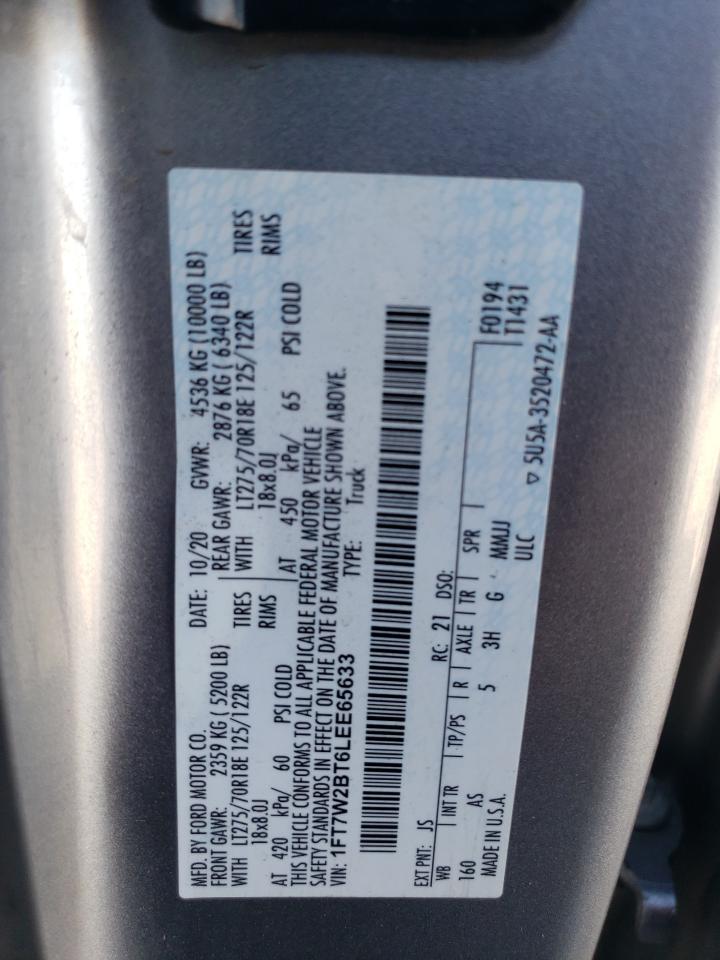 MFD. BY FORD MOTOR CO.
DATE: 10/20 GVWR: 4536 KG (10000 LB)
FRONT GAWR: 2359 KG ( 5200 LB) REAR GAWR: 2876 KG ( 6340 LB)
WITH LT275/70R18E 125/122R TIRES WITH LT275/70R18E 125/122R TIRES
18x8.0J RIMS 18x8.0J RIMS
AT 420 kPa/ 60 PSI COLD AT 450 kPa/ 65 PSI COLD
THIS VEHICLE CONFORMS TO ALL APPLICABLE FEDERAL MOTOR VEHICLE
SAFETY STANDARDS IN EFFECT ON THE DATE OF MANUFACTURE SHOWN ABOVE.
VIN: 1FT7W2BT6LEE65633 TYPE: Truck
EXT PNT: JS RC: 21 DSO: F0194
WB INT TR TP/PS R AXLE TR SPR T1431
160 AS 5 3H G MMJJ
MADE IN U.S.A. ULC ▽ 5U5A-3520472-AA